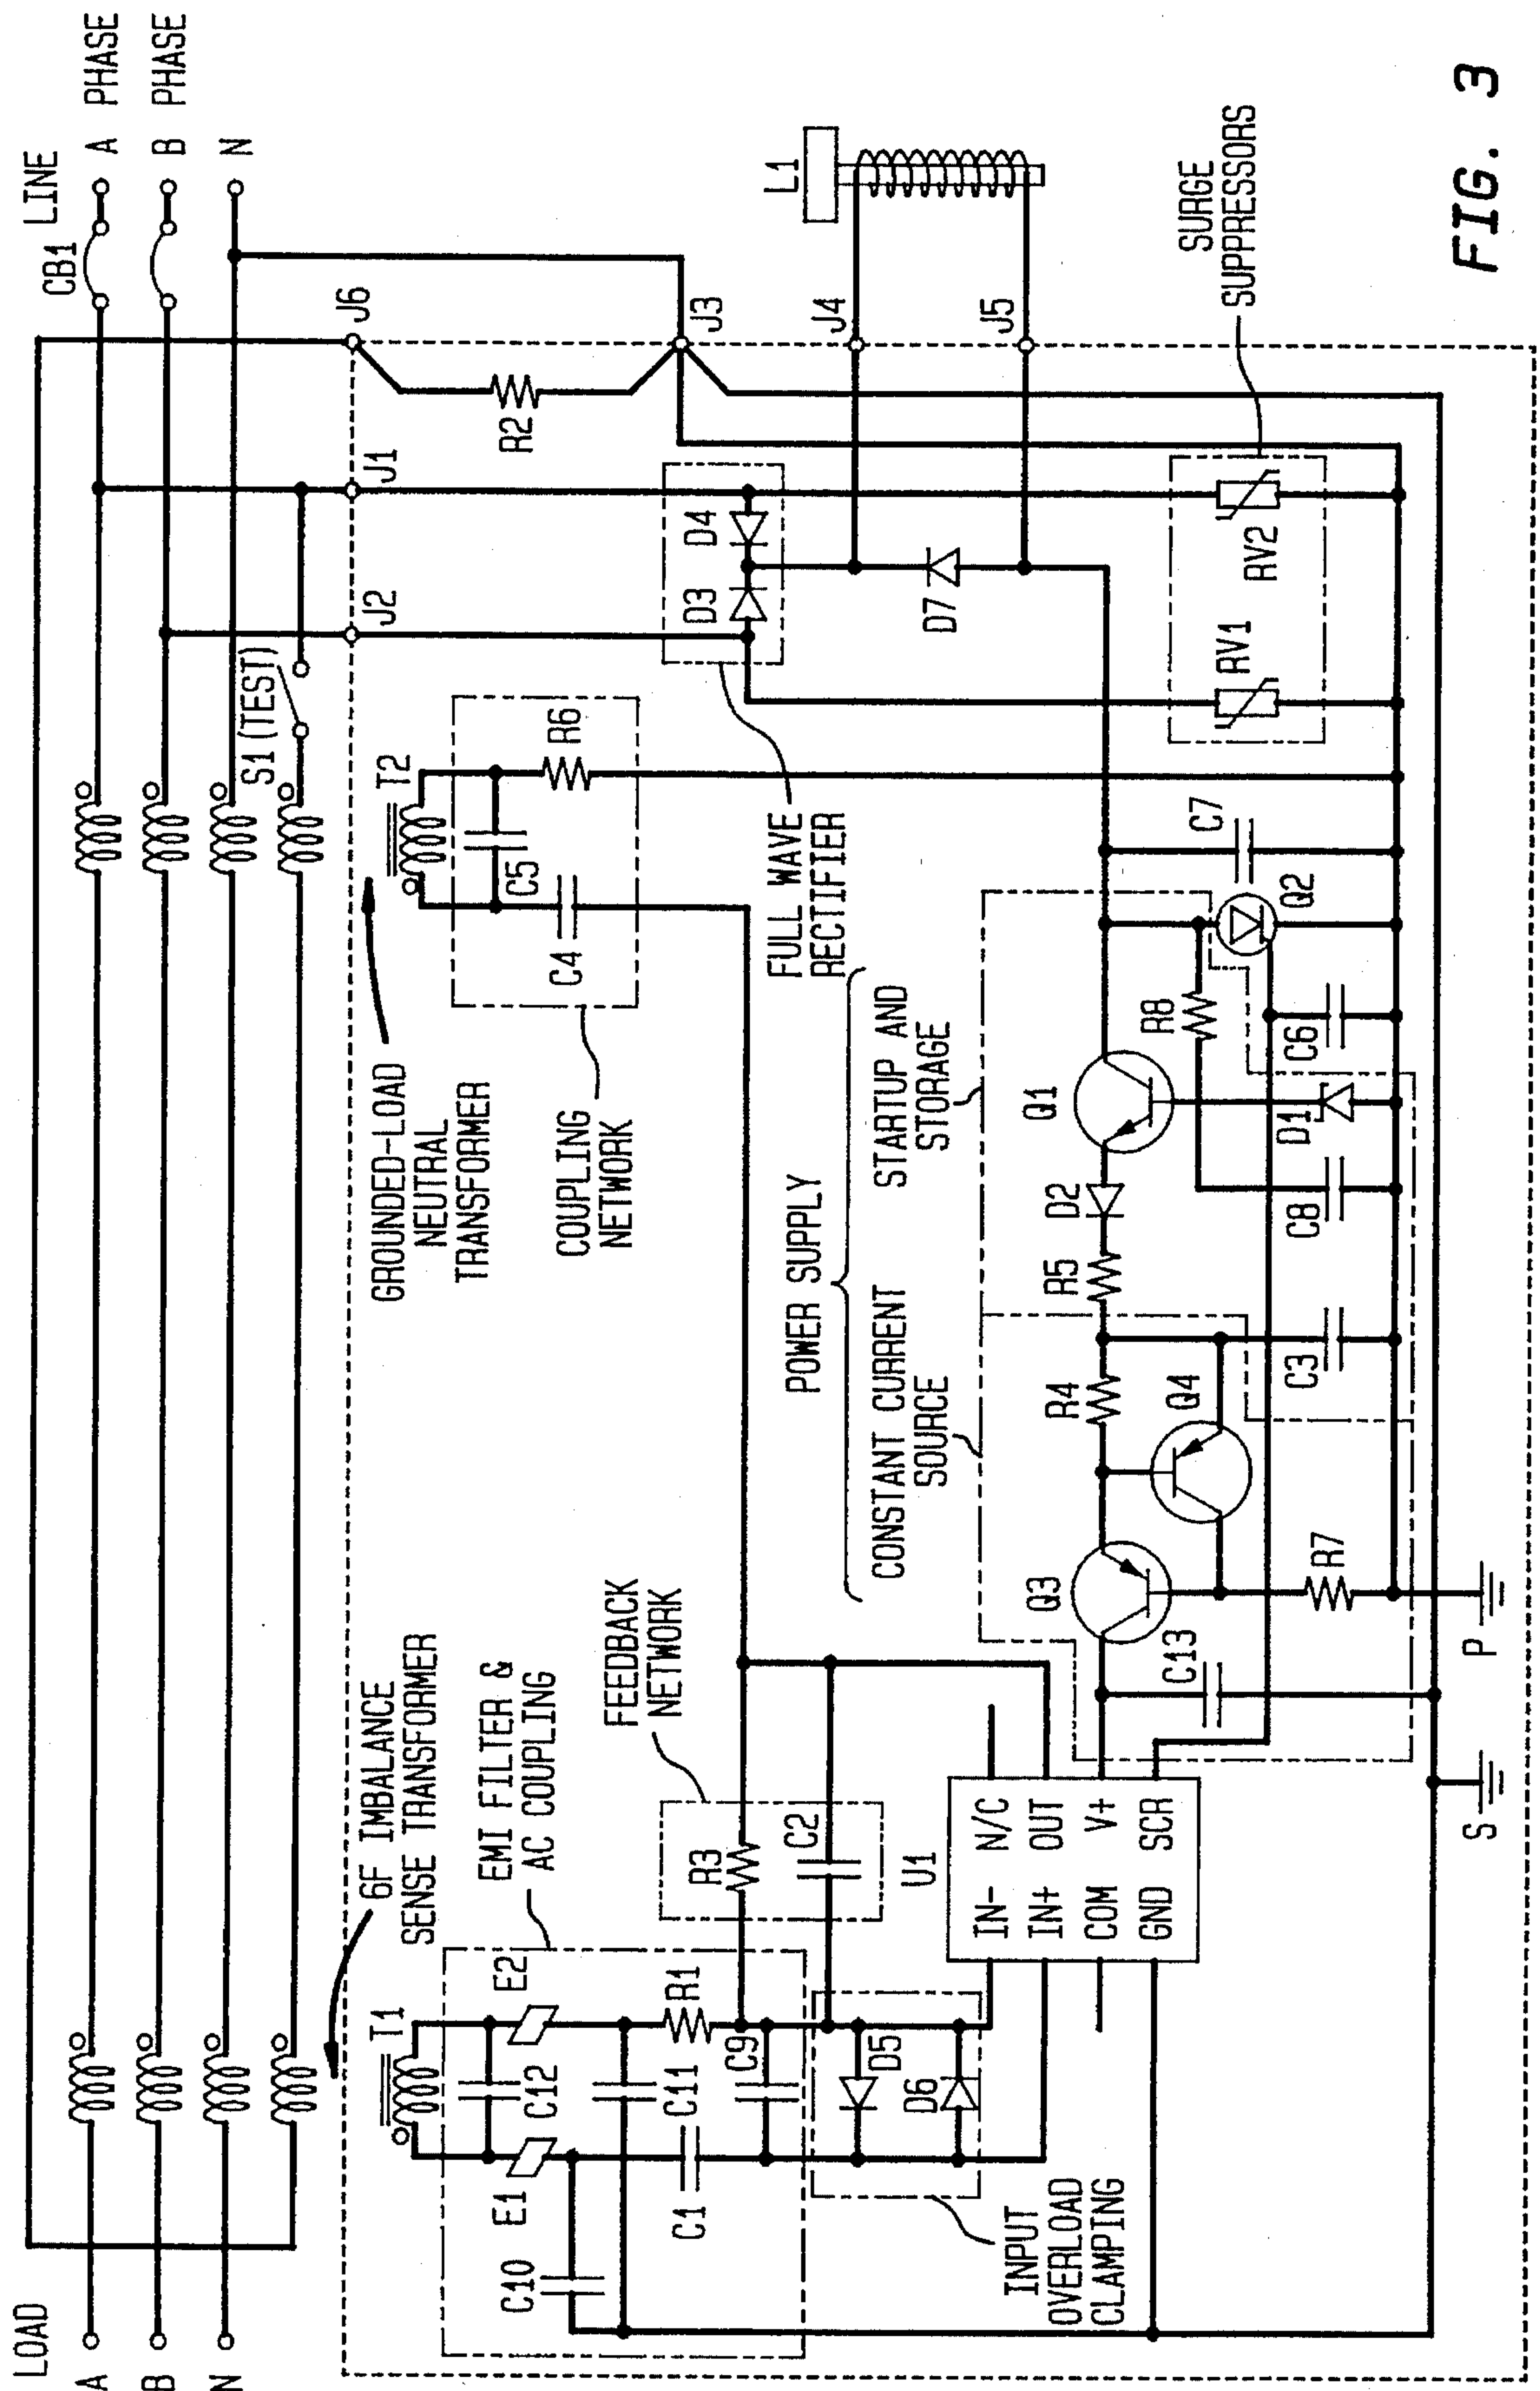 LOAD
LINE
A
B
N
CB1
A PHASE
B PHASE
N
S1 (TEST)
6F IMBALANCE
SENSE TRANSFORMER
T1
GROUNDED-LOAD
NEUTRAL
TRANSFORMER
T2
J2
J1
J6
R2
J3
J4
J5
L1
EMI FILTER &
AC COUPLING
E1
E2
C12
C10
C11
C1
R1
C9
FEEDBACK
NETWORK
R3
C2
COUPLING
NETWORK
C5
C4
R6
FULL WAVE
RECTIFIER
D3
D4
D7
INPUT
OVERLOAD
CLAMPING
D5
D6
U1
IN- N/C
IN+ OUT
COM V+
GND SCR
POWER SUPPLY
CONSTANT CURRENT
SOURCE
STARTUP AND
STORAGE
Q3
R4
Q4
R5
D2
Q1
R8
C7
Q2
C13
R7
C3
C8
D1
C6
RV1
RV2
SURGE
SUPPRESSORS
S
P
FIG. 3